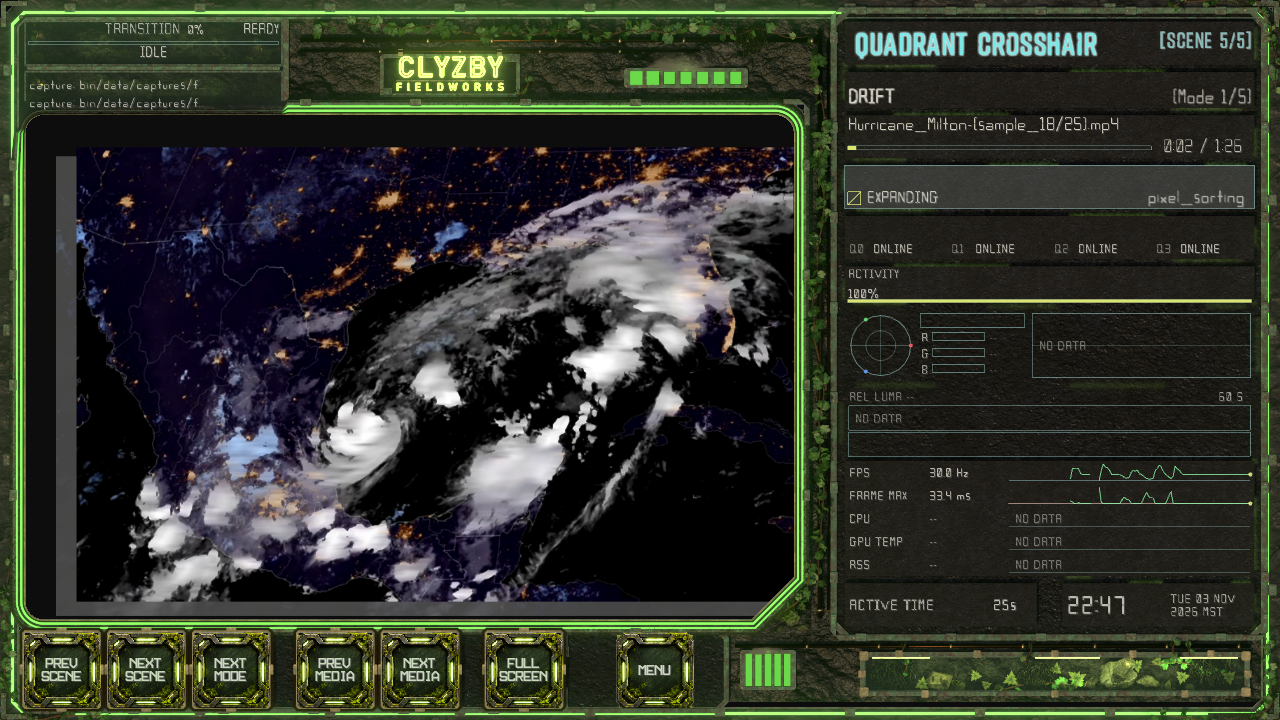 TRANSITION 0% READY
IDLE
capture: bin/data/captures/f
capture: bin/data/captures/f
CLYZBY
FIELDWORKS
QUADRANT CROSSHAIR [SCENE 5/5]
DRIFT (Mode 1/5)
Hurricane_Milton-(sample_18/25).mp4
0:02 / 1:26
EXPANDING pixel_sorting
Q0 ONLINE Q1 ONLINE Q2 ONLINE Q3 ONLINE
ACTIVITY
100%
R
G
B
NO DATA
REL LUMA -- 60 S
NO DATA
FPS 30.0 Hz
FRAME MAX 33.4 mS
CPU -- NO DATA
GPU TEMP -- NO DATA
RSS -- NO DATA
ACTIVE TIME 25s
22:47
TUE 03 NOV
2026 MST
PREV
SCENE
NEXT
SCENE
NEXT
MODE
PREV
MEDIA
NEXT
MEDIA
FULL
SCREEN
MENU